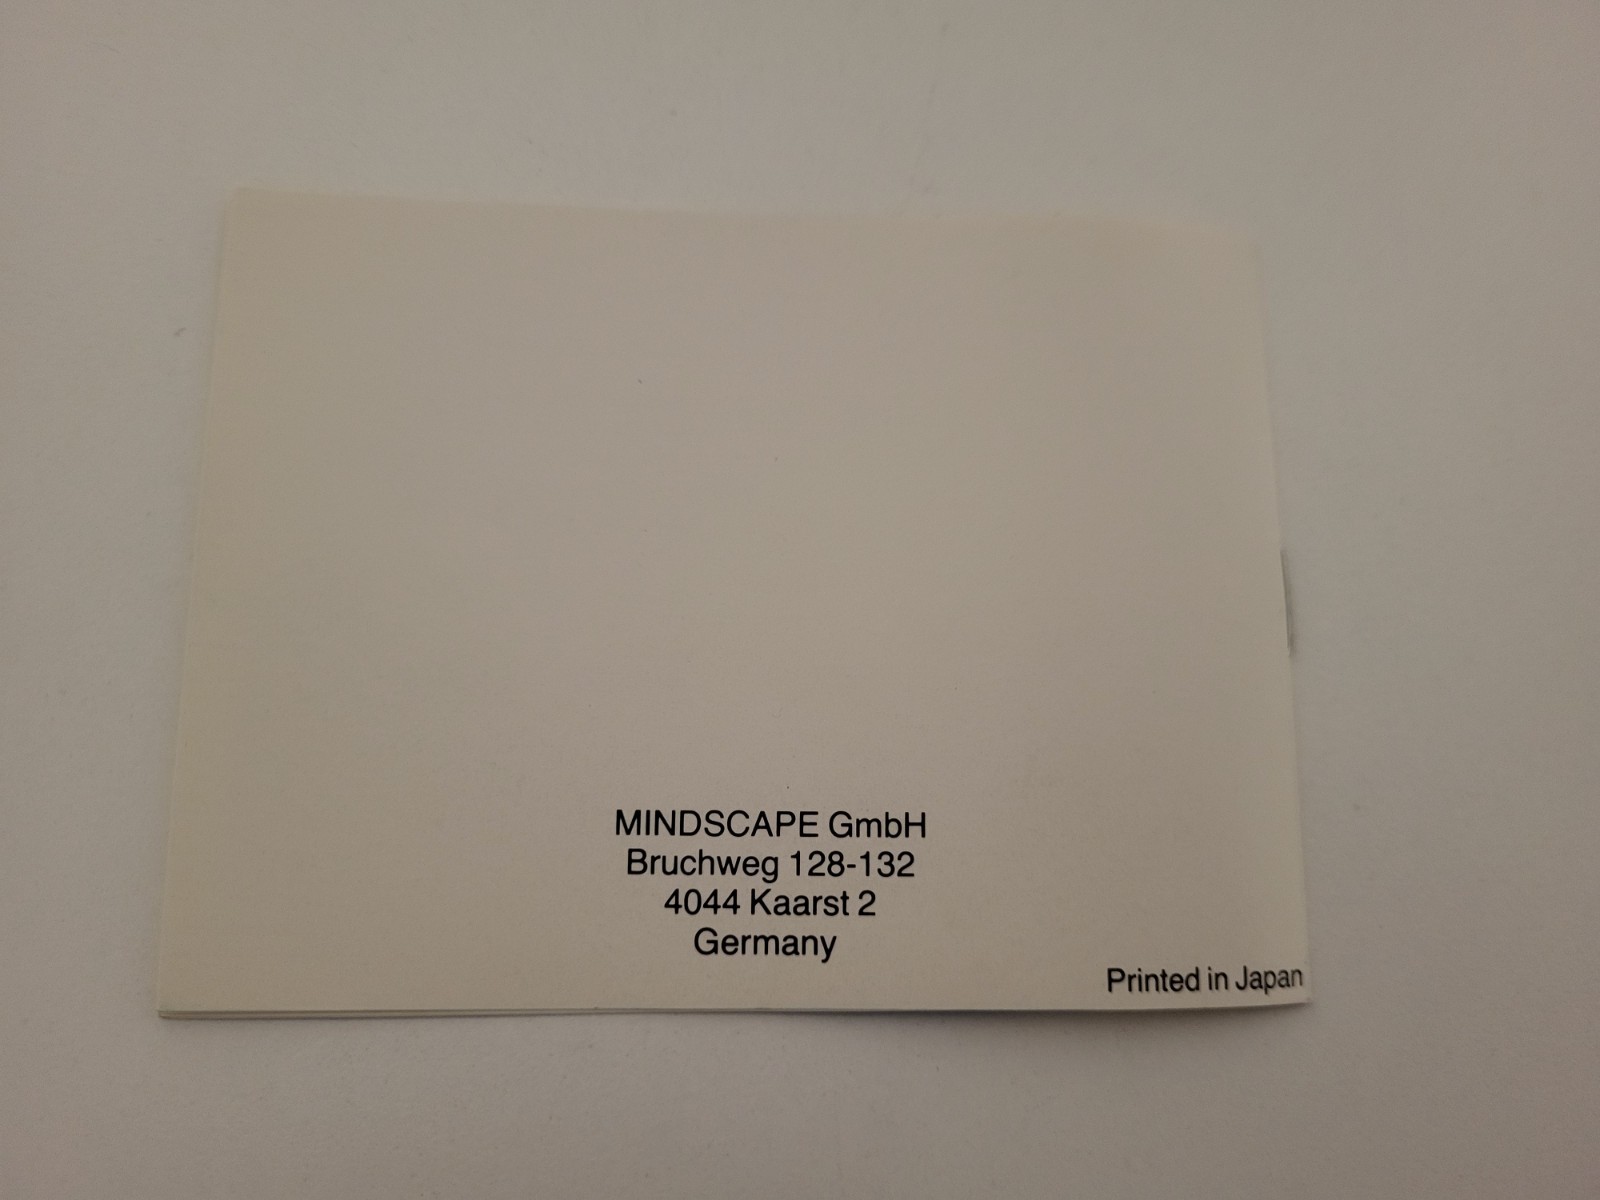 MINDSCAPE GmbH
Bruchweg 128-132
4044 Kaarst 2
Germany
Printed in Japan